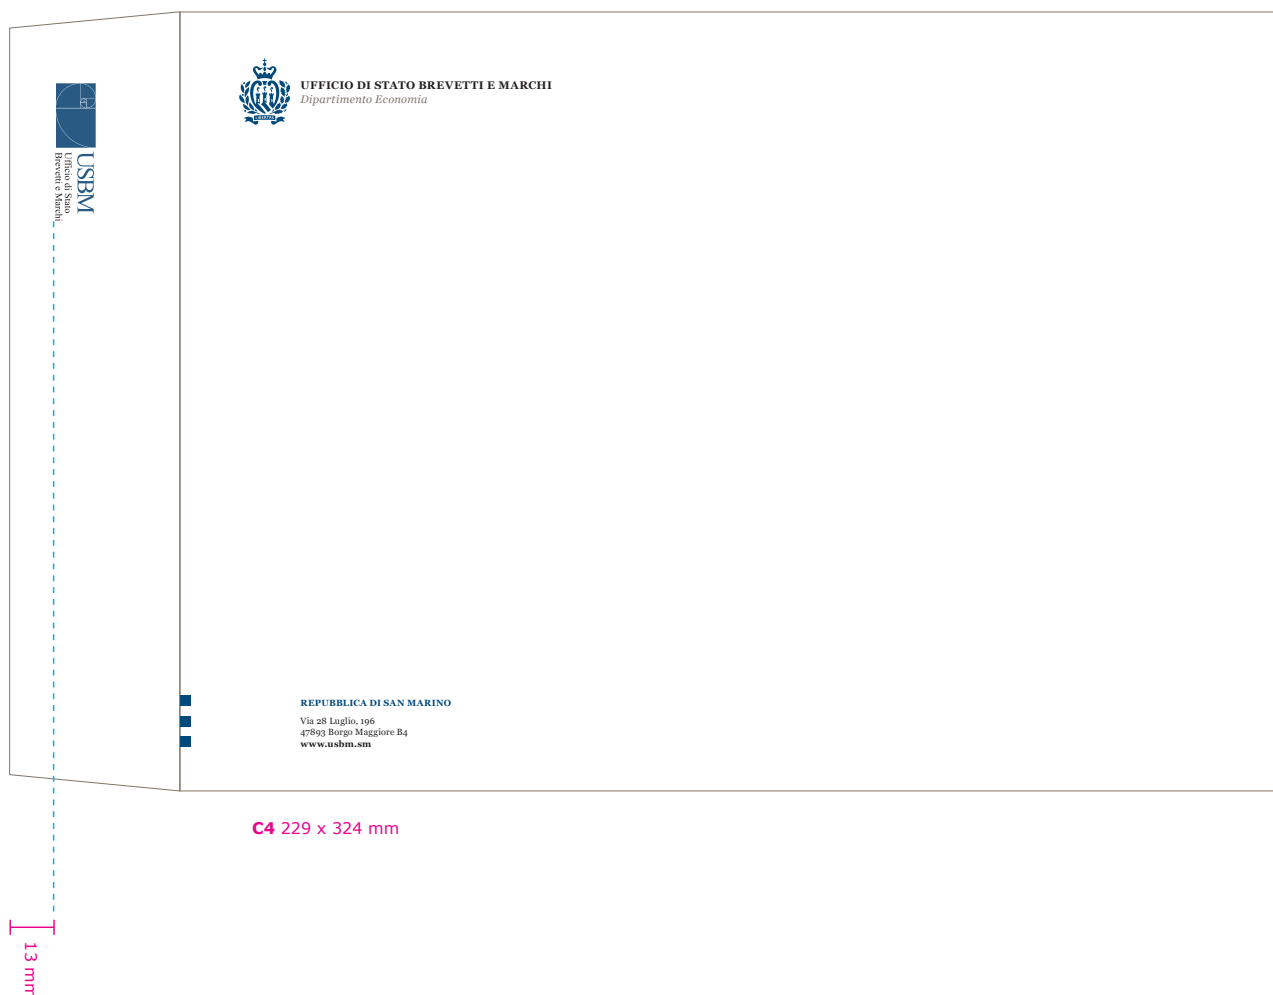 UFFICIO DI STATO BREVETTI E MARCHI
Dipartimento Economia
USBM
Ufficio di Stato
Brevetti e Marchi
REPUBBLICA DI SAN MARINO
Via 28 Luglio, 196
47893 Borgo Maggiore B4
www.usbm.sm
C4 229 x 324 mm
13 mm